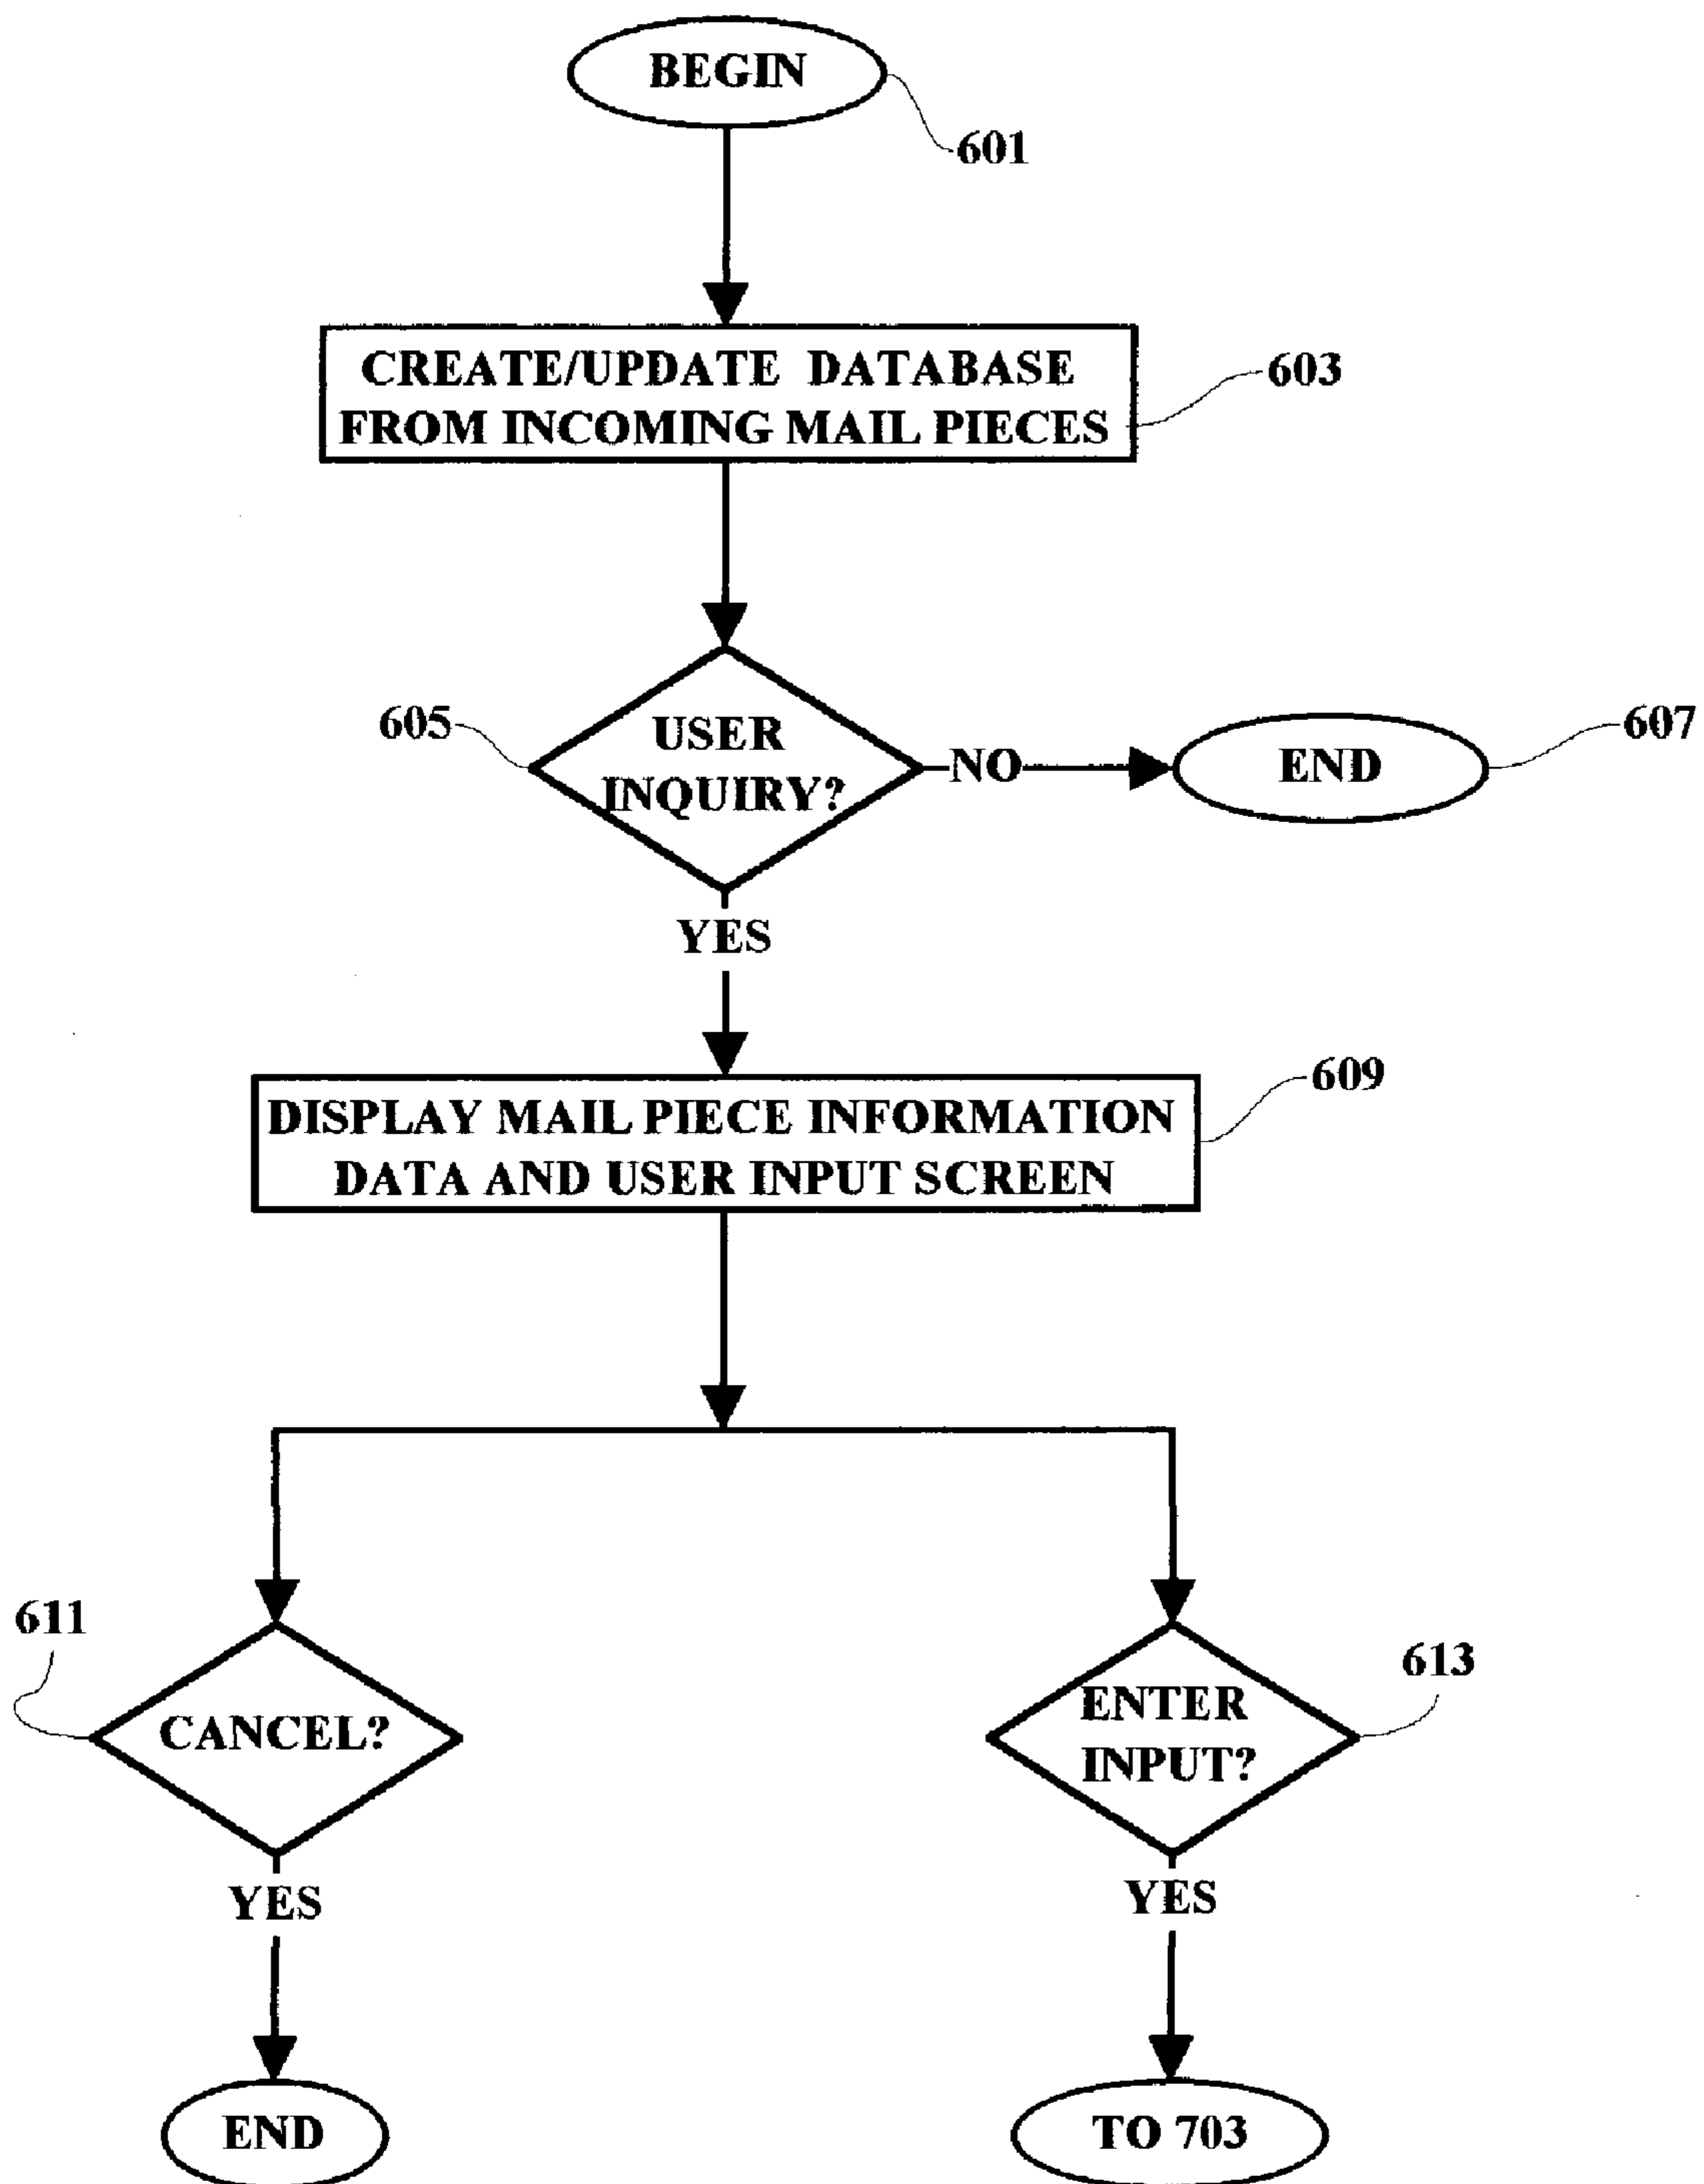 BEGIN
601
CREATE/UPDATE DATABASE
FROM INCOMING MAIL PIECES
603
605
USER
INQUIRY?
NO
END
607
YES
609
DISPLAY MAIL PIECE INFORMATION
DATA AND USER INPUT SCREEN
611
CANCEL?
613
ENTER
INPUT?
YES
YES
END
TO 703